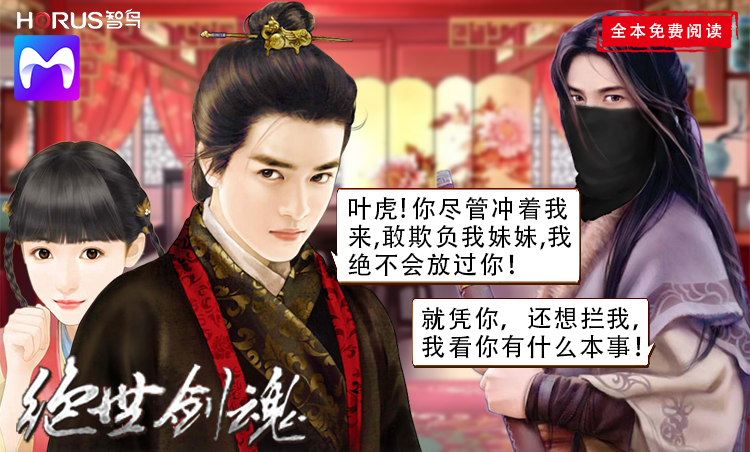 HORUS智鸟
全本免费阅读
叶虎!你尽管冲着我
来,敢欺负我妹妹,我
绝不会放过你!
就凭你, 还想拦我,
我看你有什么本事!
绝世剑魂